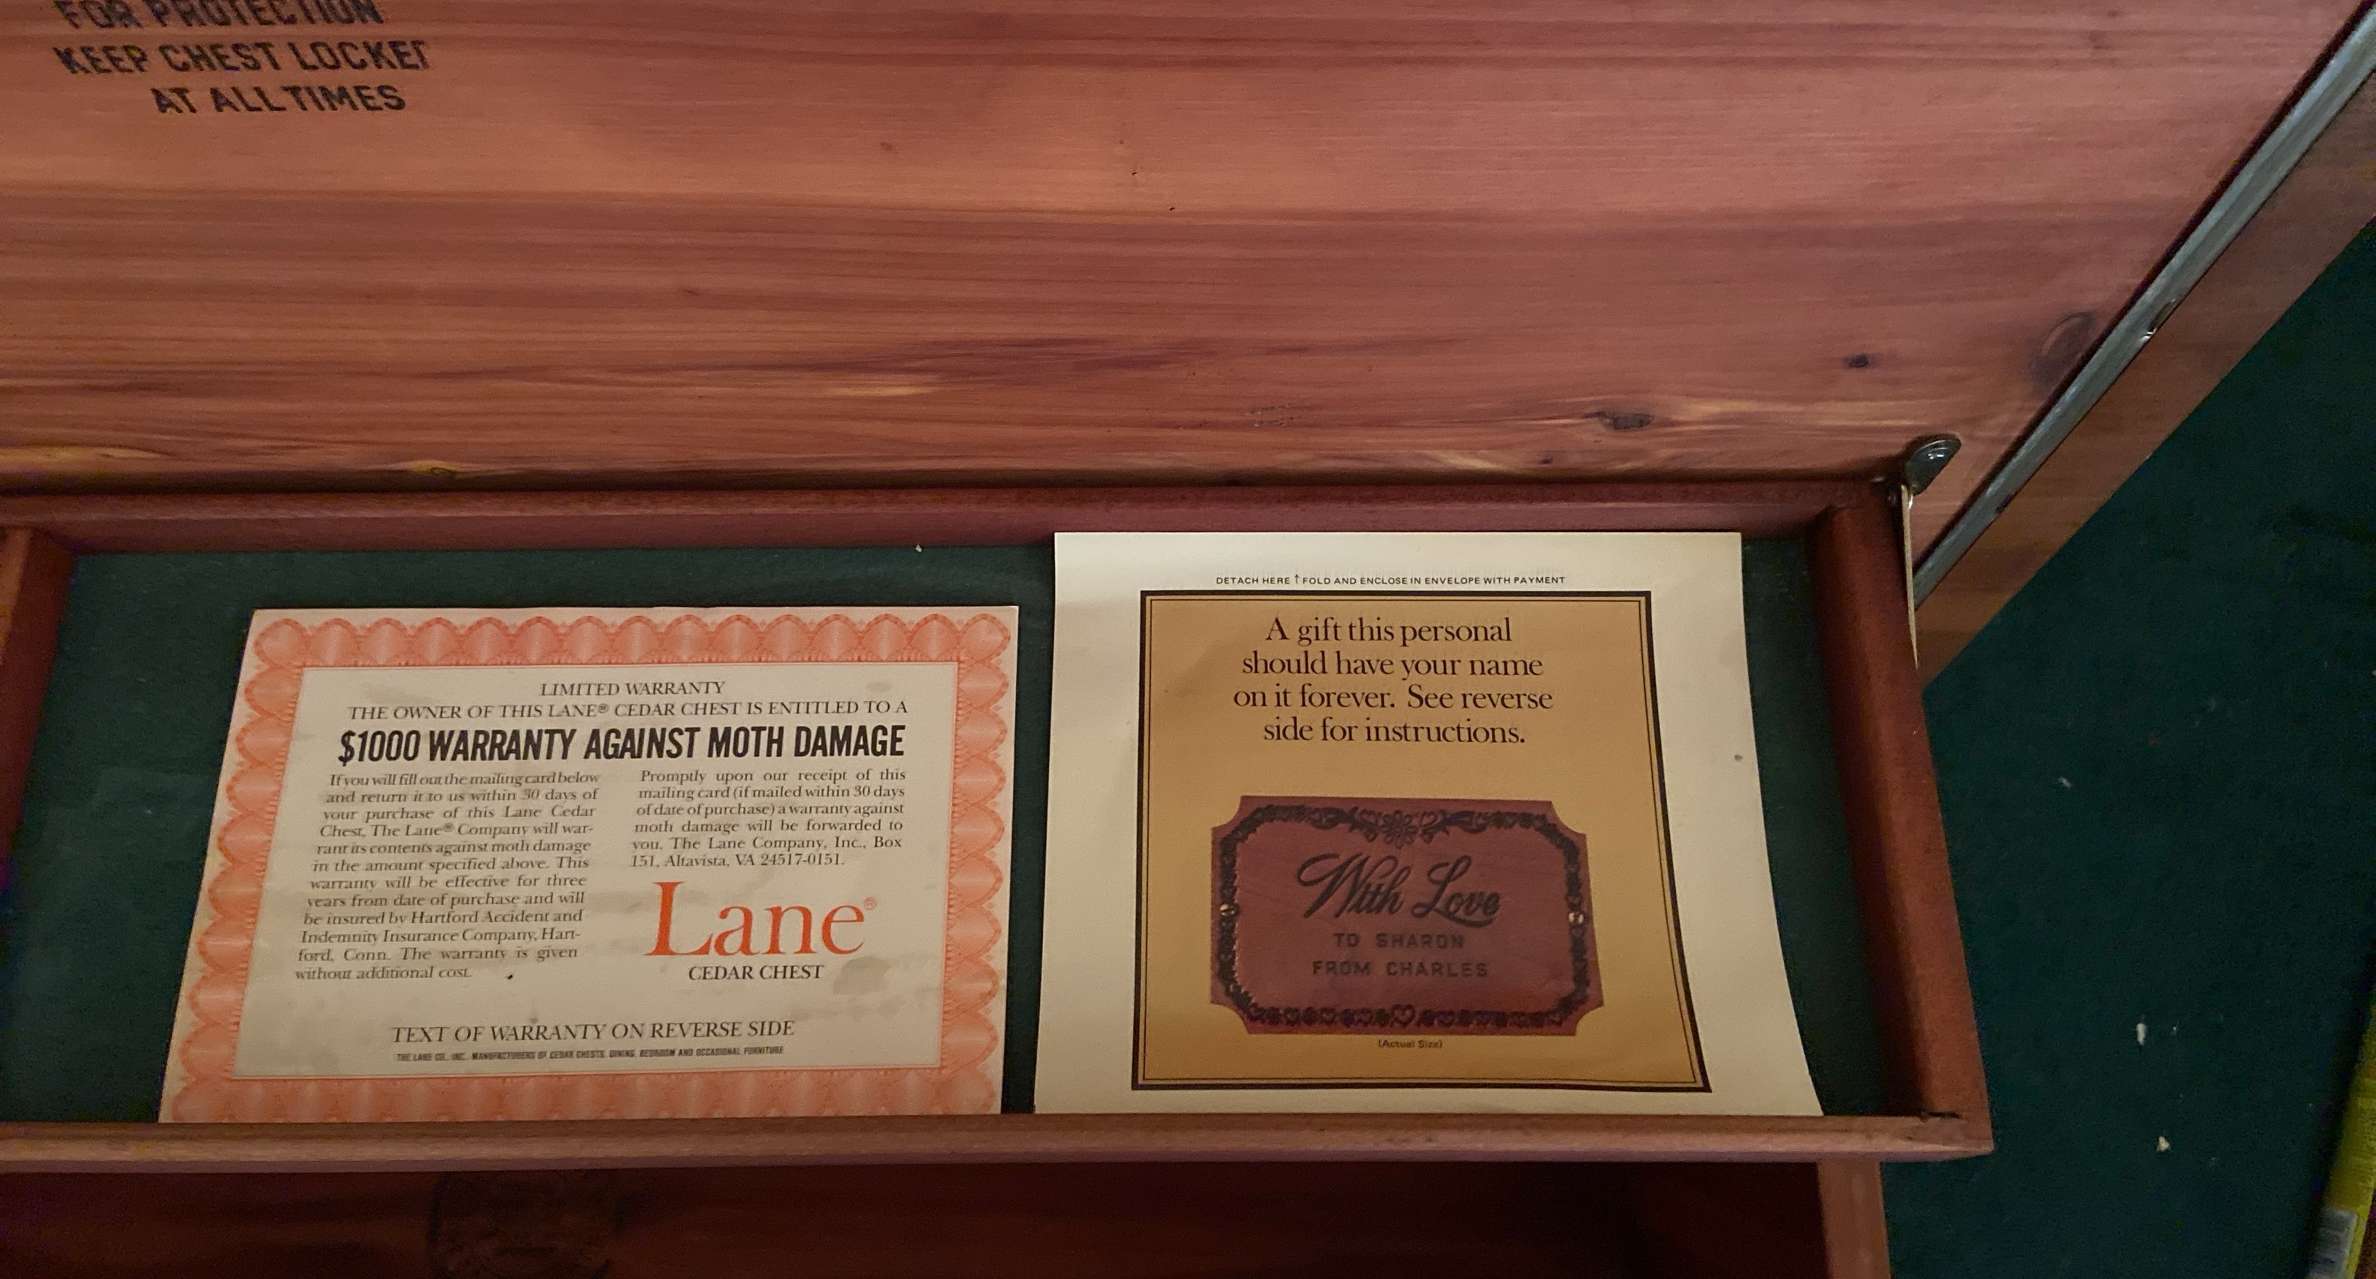 FOR PROTECTION
KEEP CHEST LOCKED
AT ALL TIMES
LIMITED WARRANTY
THE OWNER OF THIS LANE® CEDAR CHEST IS ENTITLED TO A
$1000 WARRANTY AGAINST MOTH DAMAGE
If you will fill out the mailing card below
and return it to us within 30 days of
your purchase of this Lane Cedar
Chest, The Lane® Company will war-
rant its contents against moth damage
in the amount specified above. This
warranty will be effective for three
years from date of purchase and will
be insured by Hartford Accident and
Indemnity Insurance Company, Hart-
ford, Conn. The warranty is given
without additional cost.
Promptly upon our receipt of this
mailing card (if mailed within 30 days
of date of purchase) a warranty against
moth damage will be forwarded to
you. The Lane Company, Inc., Box
151, Altavista, VA 24517-0151.
Lane®
CEDAR CHEST
TEXT OF WARRANTY ON REVERSE SIDE
THE LANE CO., INC. MANUFACTURERS OF CEDAR CHESTS, DINING, BEDROOM AND OCCASIONAL FURNITURE
DETACH HERE ↑ FOLD AND ENCLOSE IN ENVELOPE WITH PAYMENT
A gift this personal
should have your name
on it forever. See reverse
side for instructions.
With Love
TO SHARON
FROM CHARLES
(Actual Size)